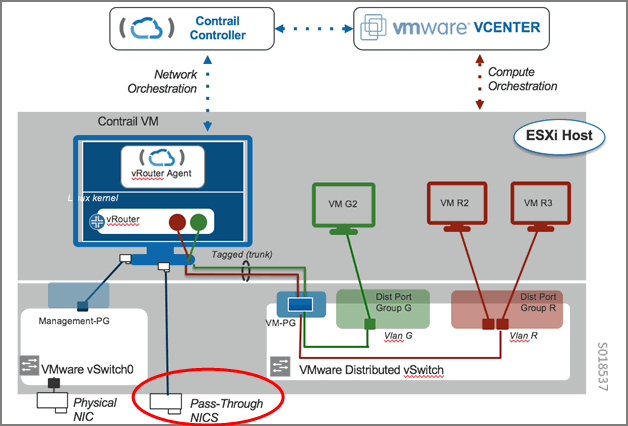 Contrail
Controller
vmware VCENTER
Network
Orchestration
Compute
Orchestration
Contrail VM
ESXi Host
vRouter Agent
Linux kernel
vRouter
VM G2
VM R2
VM R3
Tagged (trunk)
Management-PG
VM-PG
Dist Port
Group G
Dist Port
Group R
Vlan G
Vlan R
VMware vSwitch0
VMware Distributed vSwitch
Physical
NIC
Pass-Through
NICS
S018537